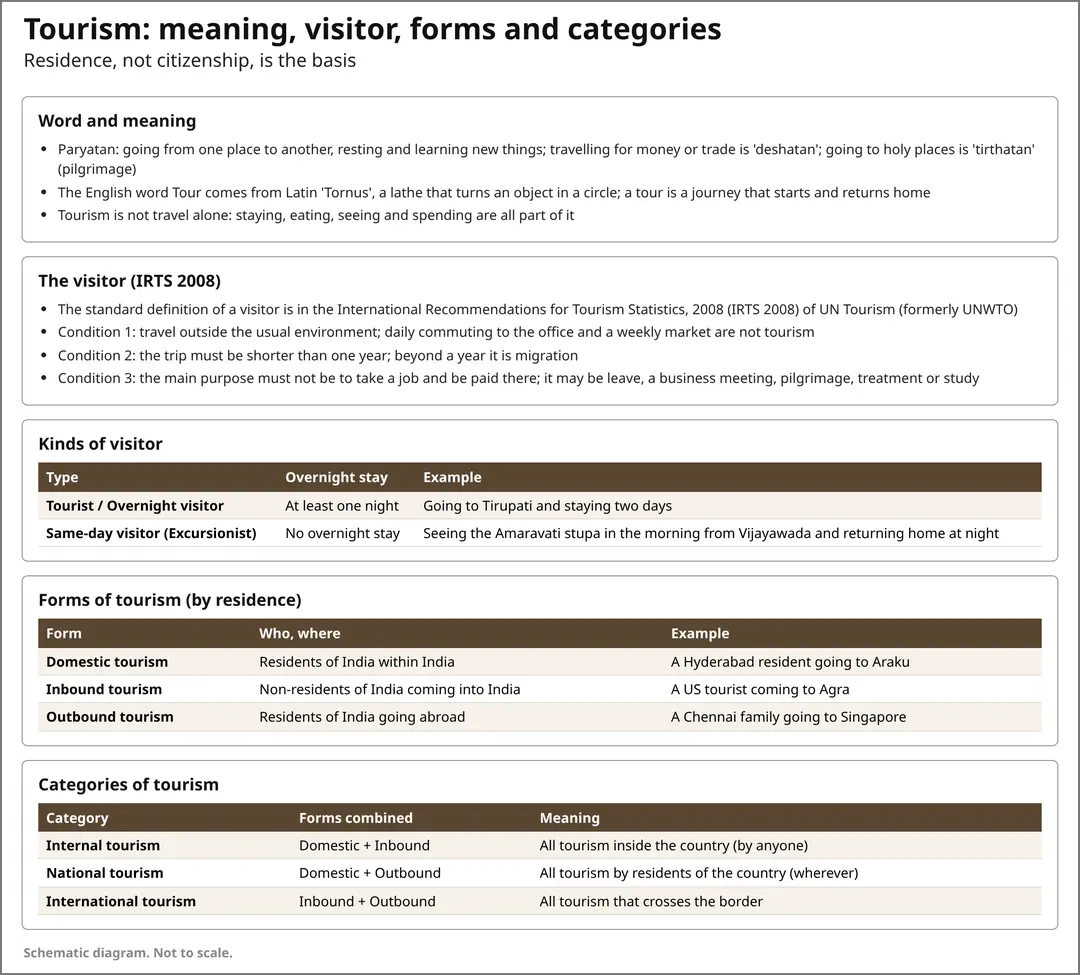 Tourism: meaning, visitor, forms and categories
Residence, not citizenship, is the basis
Word and meaning
• Paryatan: going from one place to another, resting and learning new things; travelling for money or trade is 'deshatan'; going to holy places is 'tirthatan'
(pilgrimage)
• The English word Tour comes from Latin 'Tornus', a lathe that turns an object in a circle; a tour is a journey that starts and returns home
• Tourism is not travel alone: staying, eating, seeing and spending are all part of it
The visitor (IRTS 2008)
• The standard definition of a visitor is in the International Recommendations for Tourism Statistics, 2008 (IRTS 2008) of UN Tourism (formerly UNWTO)
• Condition 1: travel outside the usual environment; daily commuting to the office and a weekly market are not tourism
• Condition 2: the trip must be shorter than one year; beyond a year it is migration
• Condition 3: the main purpose must not be to take a job and be paid there; it may be leave, a business meeting, pilgrimage, treatment or study
Kinds of visitor
Type Overnight stay Example
Tourist / Overnight visitor At least one night Going to Tirupati and staying two days
Same-day visitor (Excursionist) No overnight stay Seeing the Amaravati stupa in the morning from Vijayawada and returning home at night
Forms of tourism (by residence)
Form Who, where Example
Domestic tourism Residents of India within India A Hyderabad resident going to Araku
Inbound tourism Non-residents of India coming into India A US tourist coming to Agra
Outbound tourism Residents of India going abroad A Chennai family going to Singapore
Categories of tourism
Category Forms combined Meaning
Internal tourism Domestic + Inbound All tourism inside the country (by anyone)
National tourism Domestic + Outbound All tourism by residents of the country (wherever)
International tourism Inbound + Outbound All tourism that crosses the border
Schematic diagram. Not to scale.